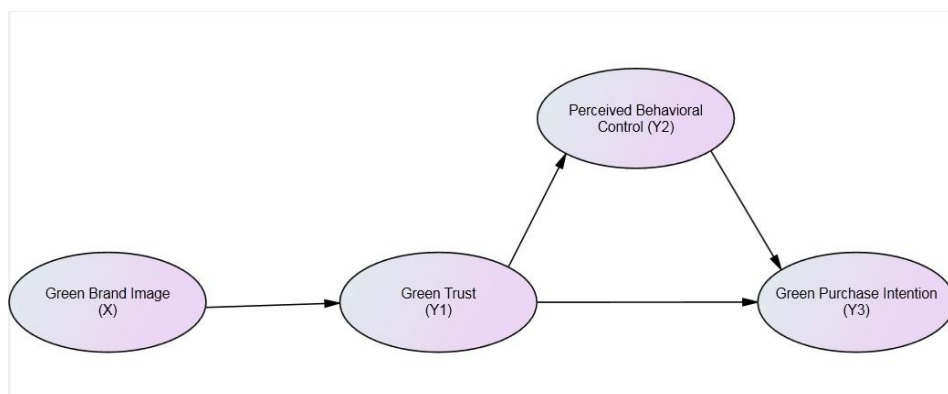 Perceived Behavioral
Control (Y2)
Green Brand Image
(X)
Green Trust
(Y1)
Green Purchase Intention
(Y3)